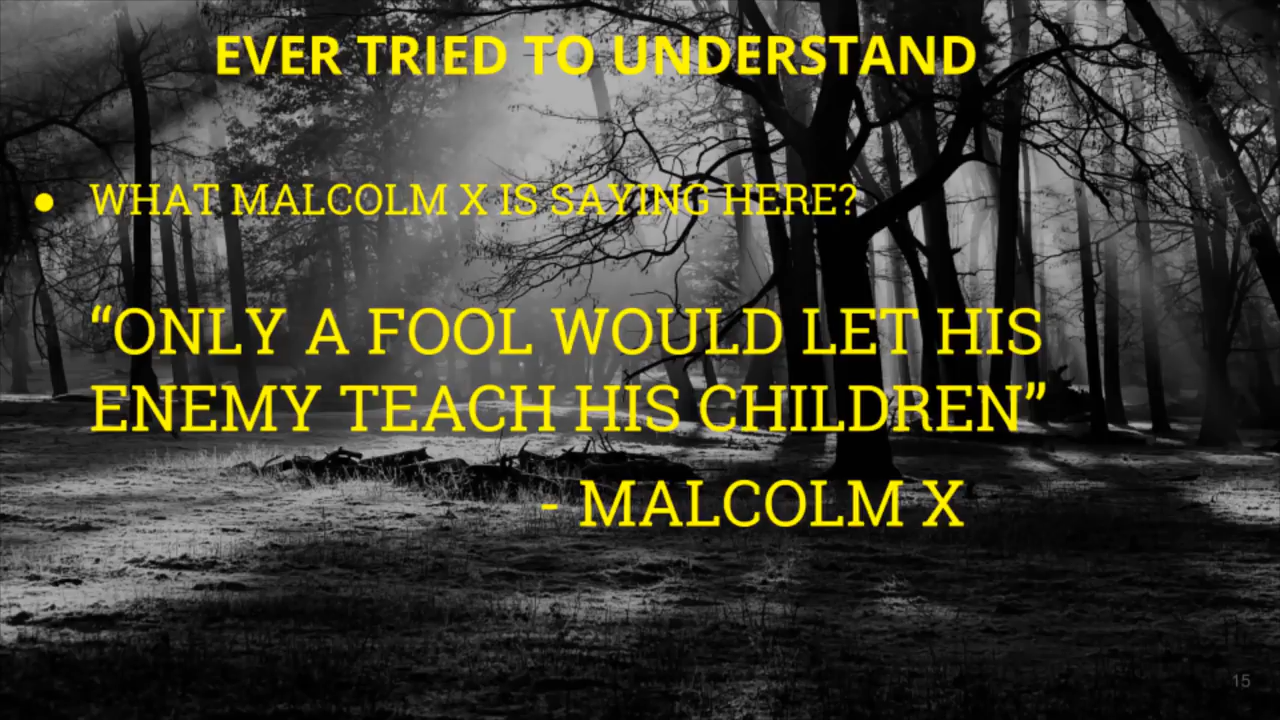 EVER TRIED TO UNDERSTAND
● WHAT MALCOLM X IS SAYING HERE?
“ONLY A FOOL WOULD LET HIS
ENEMY TEACH HIS CHILDREN”
- MALCOLM X
15